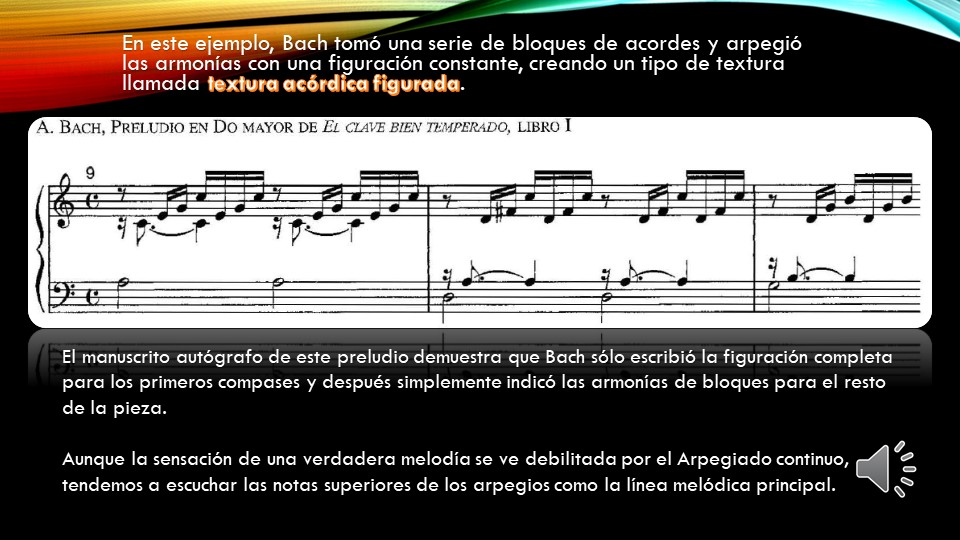 En este ejemplo, Bach tomó una serie de bloques de acordes y arpegió
las armonías con una figuración constante, creando un tipo de textura
llamada textura acórdica figurada.
A. BACH, PRELUDIO EN DO MAYOR DE EL CLAVE BIEN TEMPERADO, LIBRO I
9
El manuscrito autógrafo de este preludio demuestra que Bach sólo escribió la figuración completa
para los primeros compases y después simplemente indicó las armonías de bloques para el resto
de la pieza.
Aunque la sensación de una verdadera melodía se ve debilitada por el Arpegiado continuo,
tendemos a escuchar las notas superiores de los arpegios como la línea melódica principal.